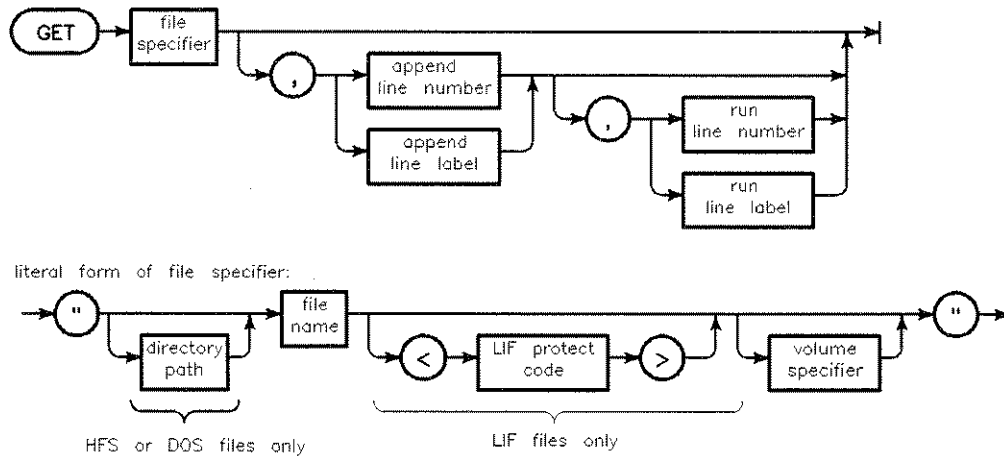 GET
file
specifier
,
append
line number
append
line label
,
run
line number
run
line label
literal form of file specifier:
"
directory
path
file
name
<
LIF protect
code
>
volume
specifier
"
HFS or DOS files only
LIF files only